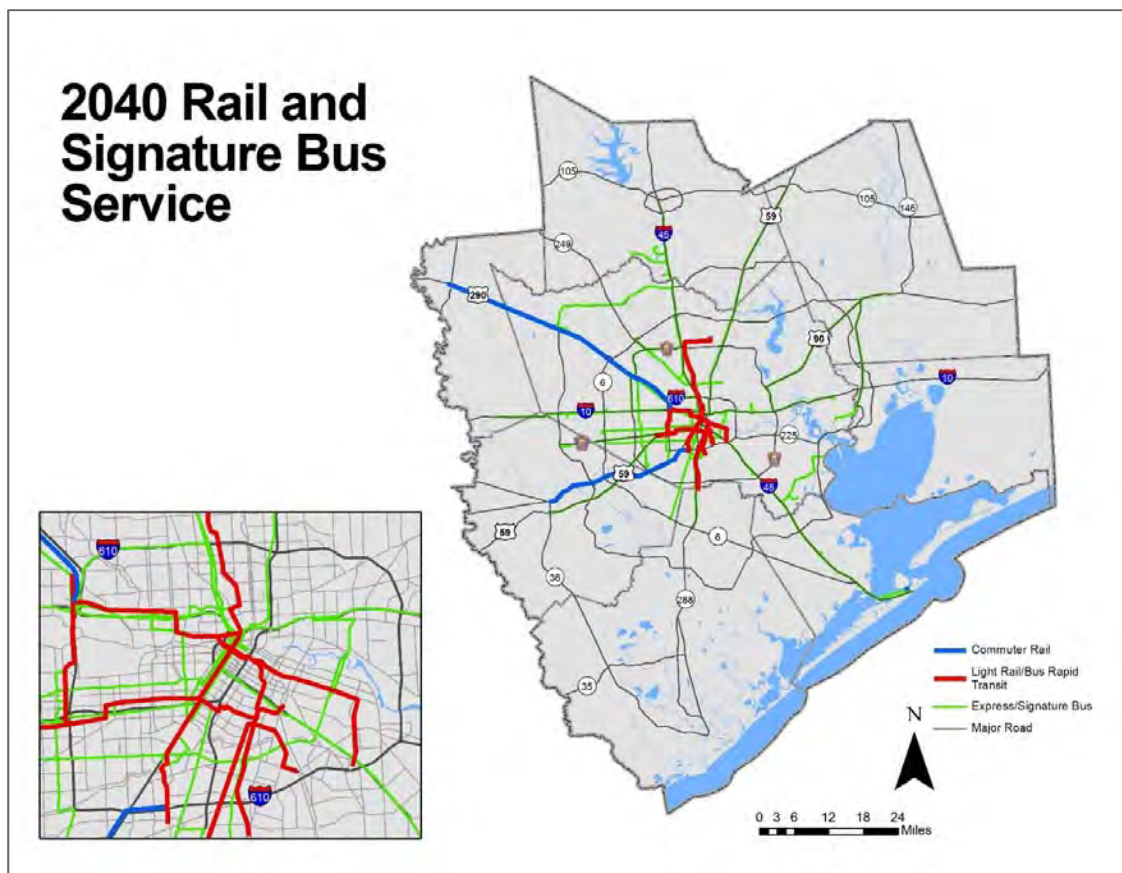 2040 Rail and
Signature Bus
Service
105
105
146
59
45
249
290
90
6
610
10
10
225
59
45
59
6
36
288
35
610
610
Commuter Rail
Light Rail/Bus Rapid
Transit
Express/Signature Bus
Major Road
N
0 3 6 12 18 24
Miles